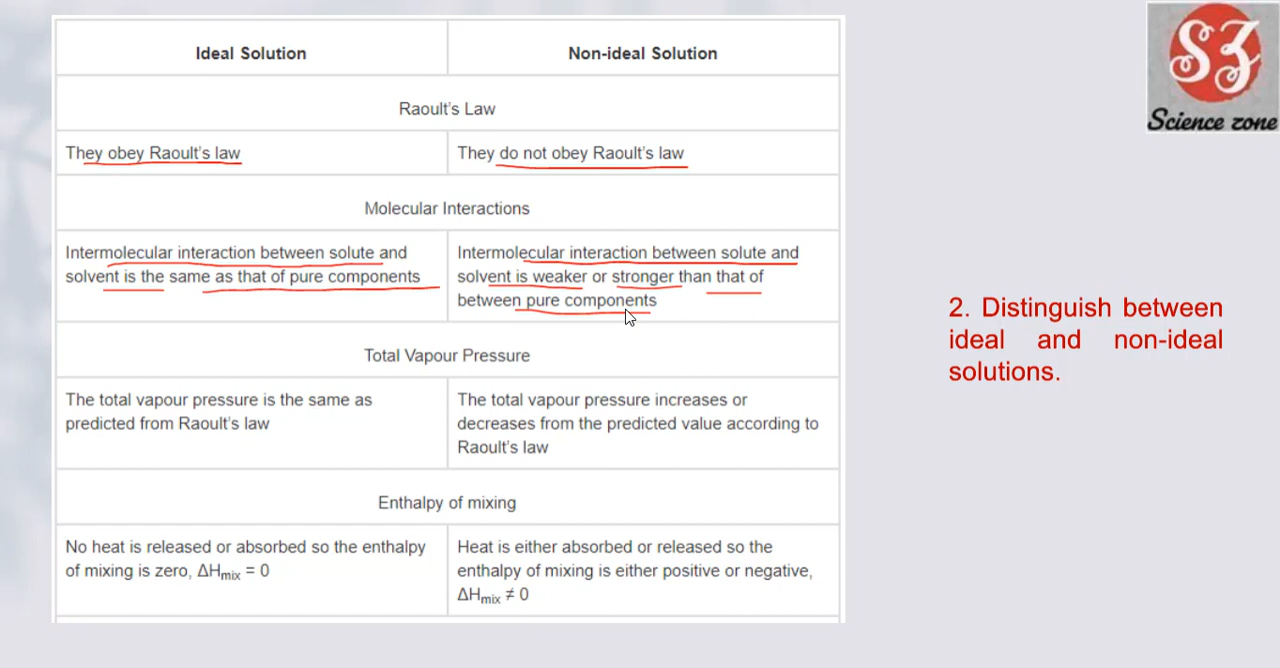 Ideal Solution
Non-ideal Solution
Raoult's Law
They obey Raoult's law
They do not obey Raoult's law
Molecular Interactions
Intermolecular interaction between solute and
solvent is the same as that of pure components
Intermolecular interaction between solute and
solvent is weaker or stronger than that of
between pure components
Total Vapour Pressure
The total vapour pressure is the same as
predicted from Raoult's law
The total vapour pressure increases or
decreases from the predicted value according to
Raoult's law
Enthalpy of mixing
No heat is released or absorbed so the enthalpy
of mixing is zero, ΔHmix = 0
Heat is either absorbed or released so the
enthalpy of mixing is either positive or negative,
ΔHmix ≠ 0
SZ
Science zone
2. Distinguish between
ideal and non-ideal
solutions.